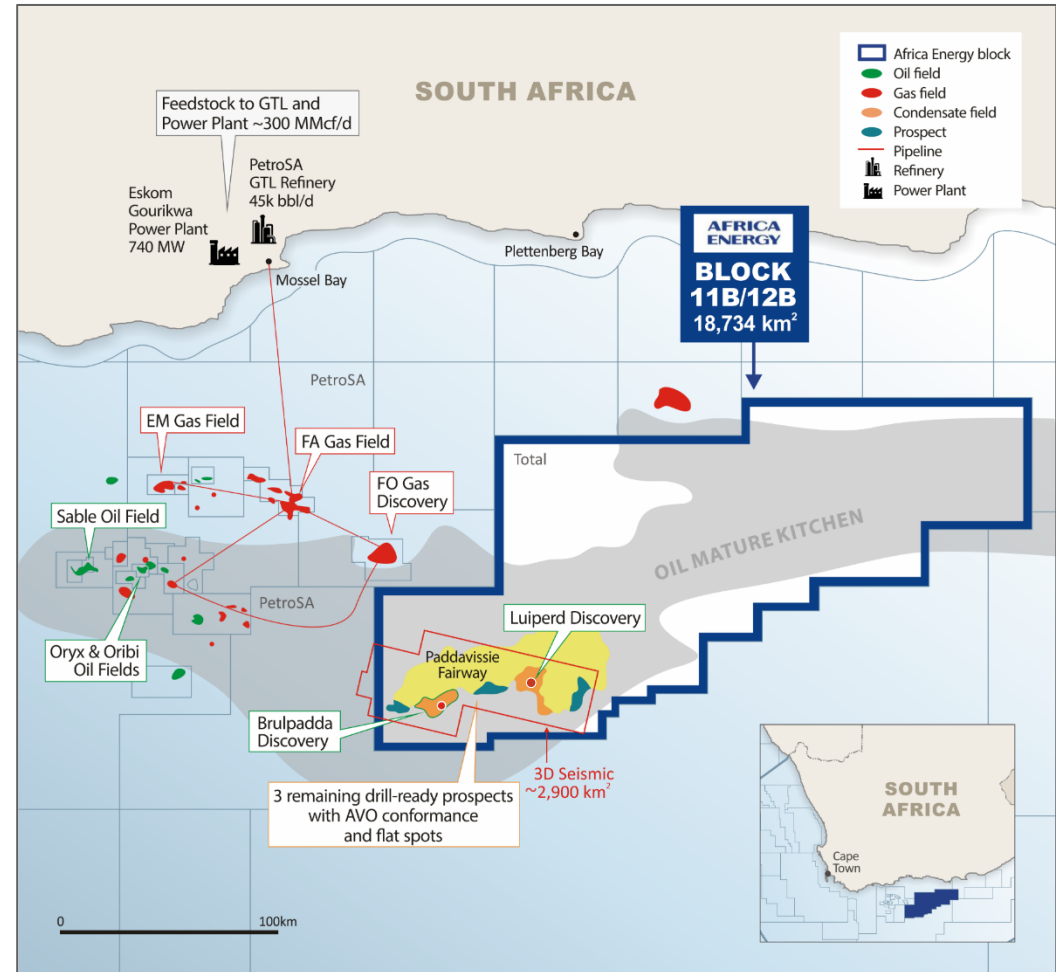 SOUTH AFRICA
Africa Energy block
Oil field
Gas field
Condensate field
Prospect
Pipeline
Refinery
Power Plant
Feedstock to GTL and
Power Plant ~300 MMcf/d
PetroSA
GTL Refinery
45k bbl/d
Eskom
Gourikwa
Power Plant
740 MW
Mossel Bay
Plettenberg Bay
AFRICA
ENERGY
BLOCK
11B/12B
18,734 km²
PetroSA
EM Gas Field
FA Gas Field
FO Gas
Discovery
Total
Sable Oil Field
OIL MATURE KITCHEN
PetroSA
Oryx & Oribi
Oil Fields
Luiperd Discovery
Paddavissie
Fairway
Brulpadda
Discovery
3D Seismic
~2,900 km²
3 remaining drill-ready prospects
with AVO conformance
and flat spots
SOUTH
AFRICA
Cape
Town
0
100km